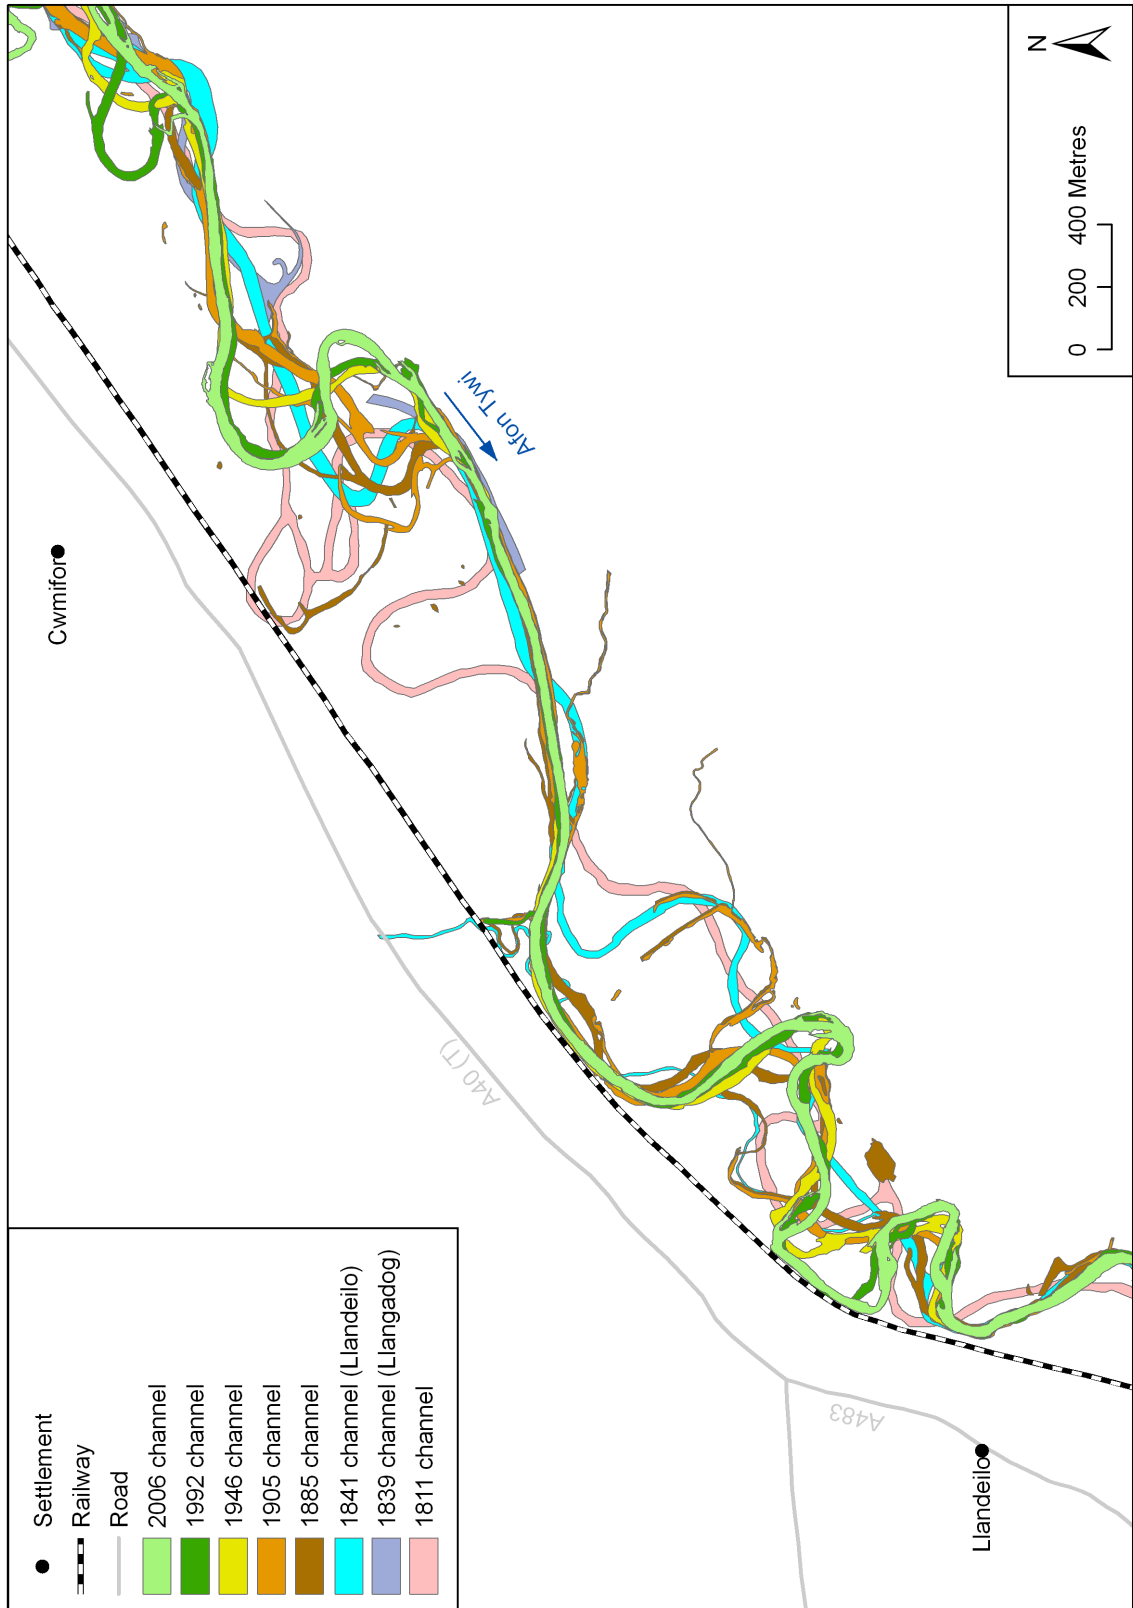 Settlement
Railway
Road
2006 channel
1992 channel
1946 channel
1905 channel
1885 channel
1841 channel (Llandeilo)
1839 channel (Llangadog)
1811 channel
Cwmifor
Afon Tywi
A40 (T)
A483
Llandeilo
N
0 200 400 Metres